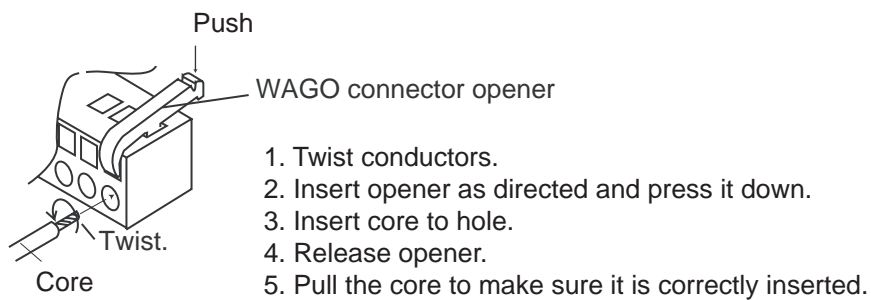 Push
WAGO connector opener
1. Twist conductors.
2. Insert opener as directed and press it down.
3. Insert core to hole.
4. Release opener.
5. Pull the core to make sure it is correctly inserted.
Twist.
Core